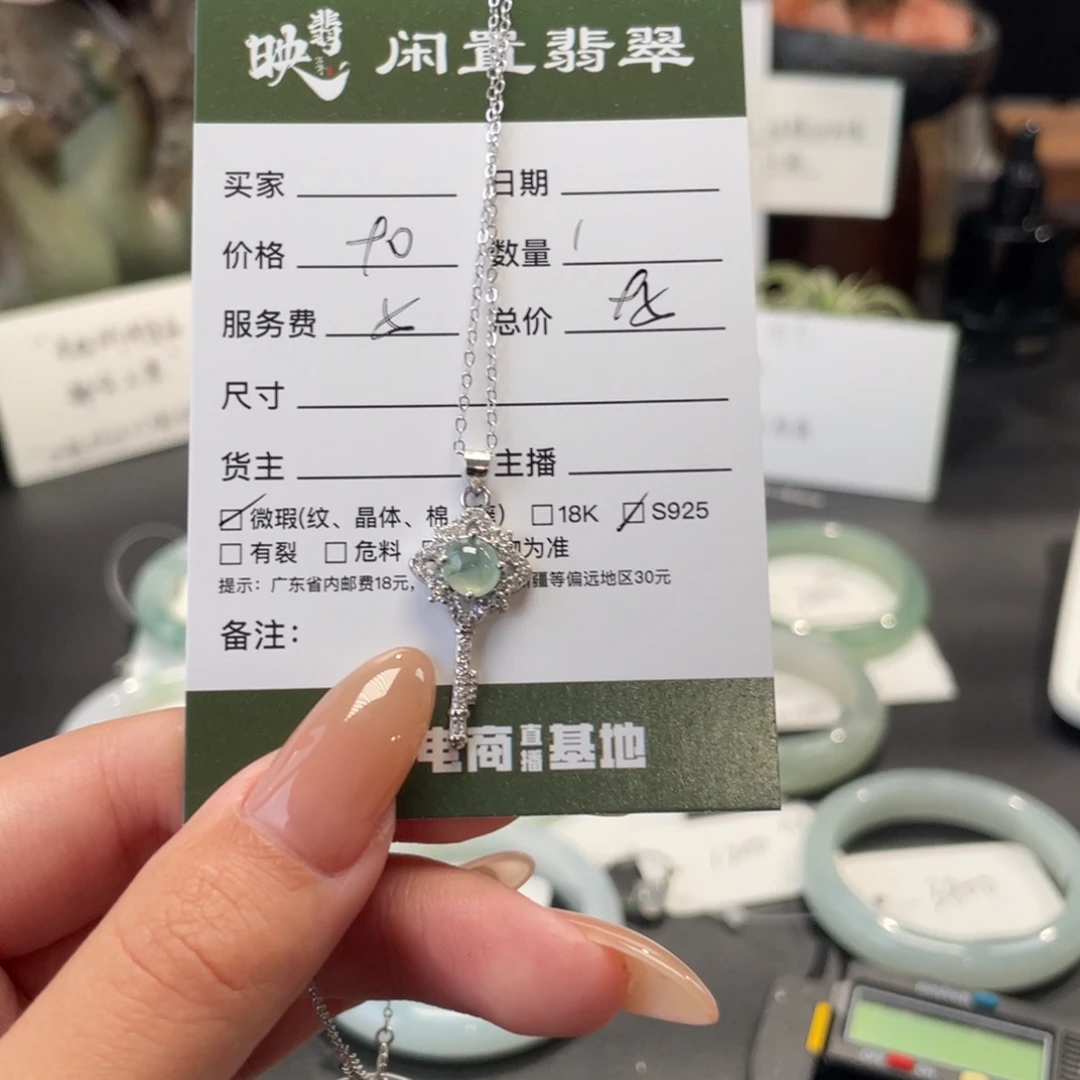 映翡 闲置翡翠
买家 日期
价格 90 数量 1
服务费 总价
尺寸
货主 主播
微瑕(纹、晶体、棉、 ) 18K S925
有裂 危料 为准
提示：广东省内邮费18元， 疆等偏远地区30元
备注：
电商直播基地